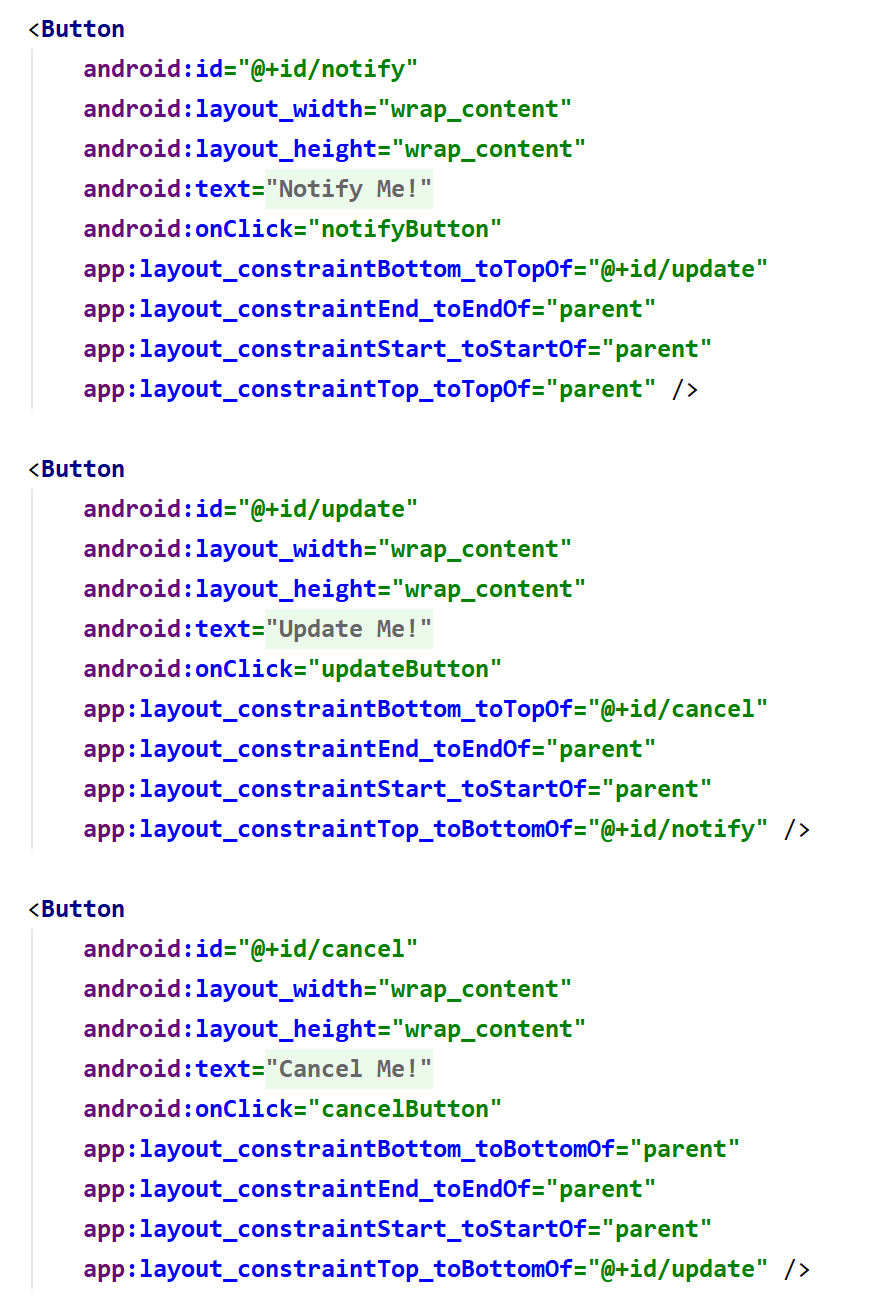 <Button
android:id="@+id/notify"
android:layout_width="wrap_content"
android:layout_height="wrap_content"
android:text="Notify Me!"
android:onClick="notifyButton"
app:layout_constraintBottom_toTopOf="@+id/update"
app:layout_constraintEnd_toEndOf="parent"
app:layout_constraintStart_toStartOf="parent"
app:layout_constraintTop_toTopOf="parent" />
<Button
android:id="@+id/update"
android:layout_width="wrap_content"
android:layout_height="wrap_content"
android:text="Update Me!"
android:onClick="updateButton"
app:layout_constraintBottom_toTopOf="@+id/cancel"
app:layout_constraintEnd_toEndOf="parent"
app:layout_constraintStart_toStartOf="parent"
app:layout_constraintTop_toBottomOf="@+id/notify" />
<Button
android:id="@+id/cancel"
android:layout_width="wrap_content"
android:layout_height="wrap_content"
android:text="Cancel Me!"
android:onClick="cancelButton"
app:layout_constraintBottom_toBottomOf="parent"
app:layout_constraintEnd_toEndOf="parent"
app:layout_constraintStart_toStartOf="parent"
app:layout_constraintTop_toBottomOf="@+id/update" />